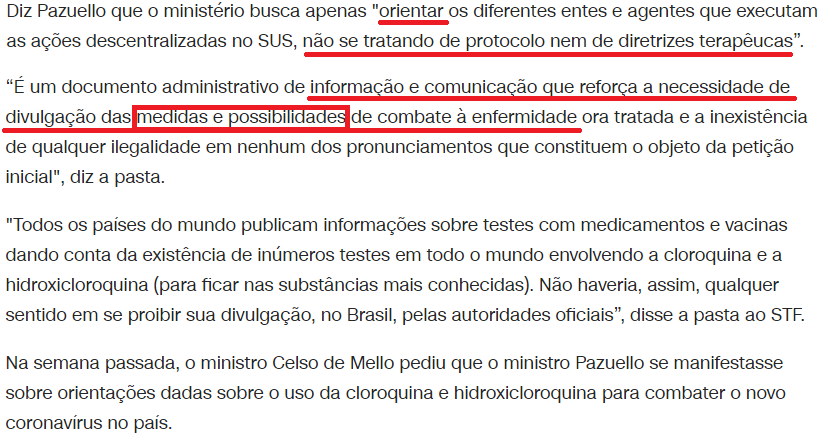 Diz Pazuello que o ministério busca apenas "orientar os diferentes entes e agentes que executam
as ações descentralizadas no SUS, não se tratando de protocolo nem de diretrizes terapêucas”.
“É um documento administrativo de informação e comunicação que reforça a necessidade de
divulgação das medidas e possibilidades de combate à enfermidade ora tratada e a inexistência
de qualquer ilegalidade em nenhum dos pronunciamentos que constituem o objeto da petição
inicial", diz a pasta.
"Todos os países do mundo publicam informações sobre testes com medicamentos e vacinas
dando conta da existência de inúmeros testes em todo o mundo envolvendo a cloroquina e a
hidroxicloroquina (para ficar nas substâncias mais conhecidas). Não haveria, assim, qualquer
sentido em se proibir sua divulgação, no Brasil, pelas autoridades oficiais”, disse a pasta ao STF.
Na semana passada, o ministro Celso de Mello pediu que o ministro Pazuello se manifestasse
sobre orientações dadas sobre o uso da cloroquina e hidroxicloroquina para combater o novo
coronavírus no país.